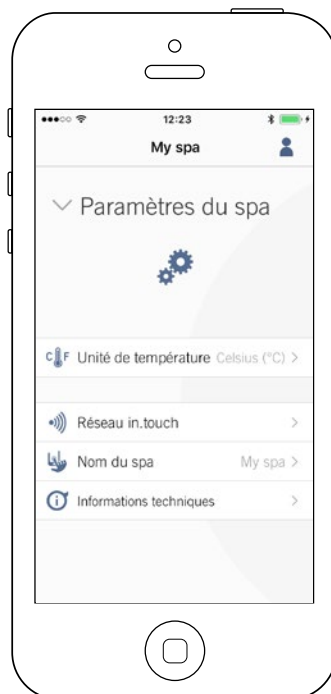 12:23
My spa
Paramètres du spa
C F Unité de température Celsius (°C)
Réseau in.touch
Nom du spa My spa
Informations techniques